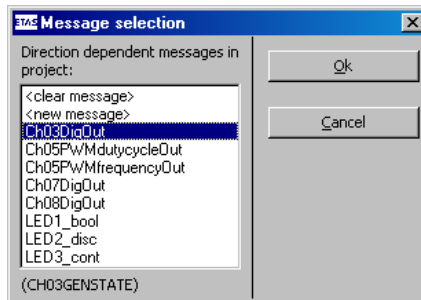 ETAS Message selection
Direction dependent messages in
project:
<clear message>
<new message>
Ch03DigOut
Ch05PWMdutycycleOut
Ch05PWMfrequencyOut
Ch07DigOut
Ch08DigOut
LED1_bool
LED2_disc
LED3_cont
(CH03GENSTATE)
Ok
Cancel